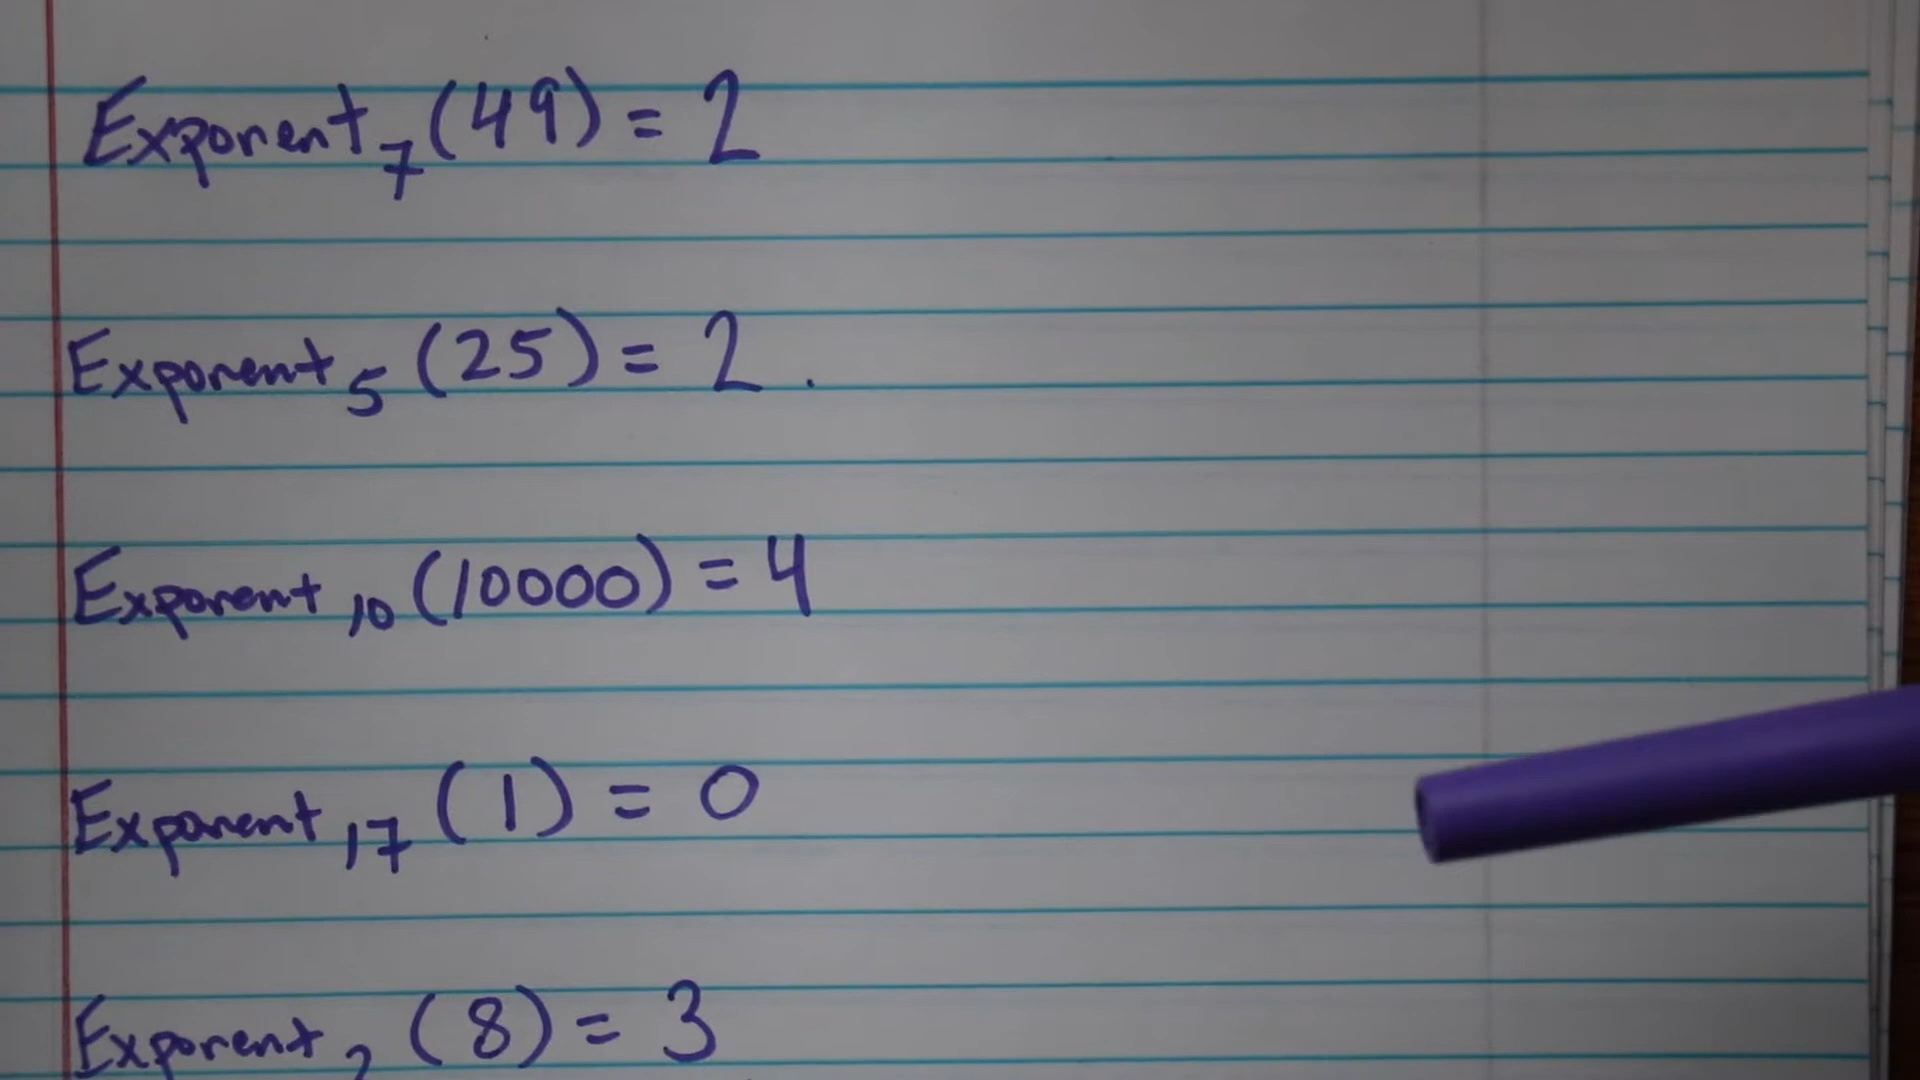 Exponent₇(49) = 2
Exponent₅(25) = 2.
Exponent₁₀(10000) = 4
Exponent₁₇(1) = 0
Exponent₂(8) = 3